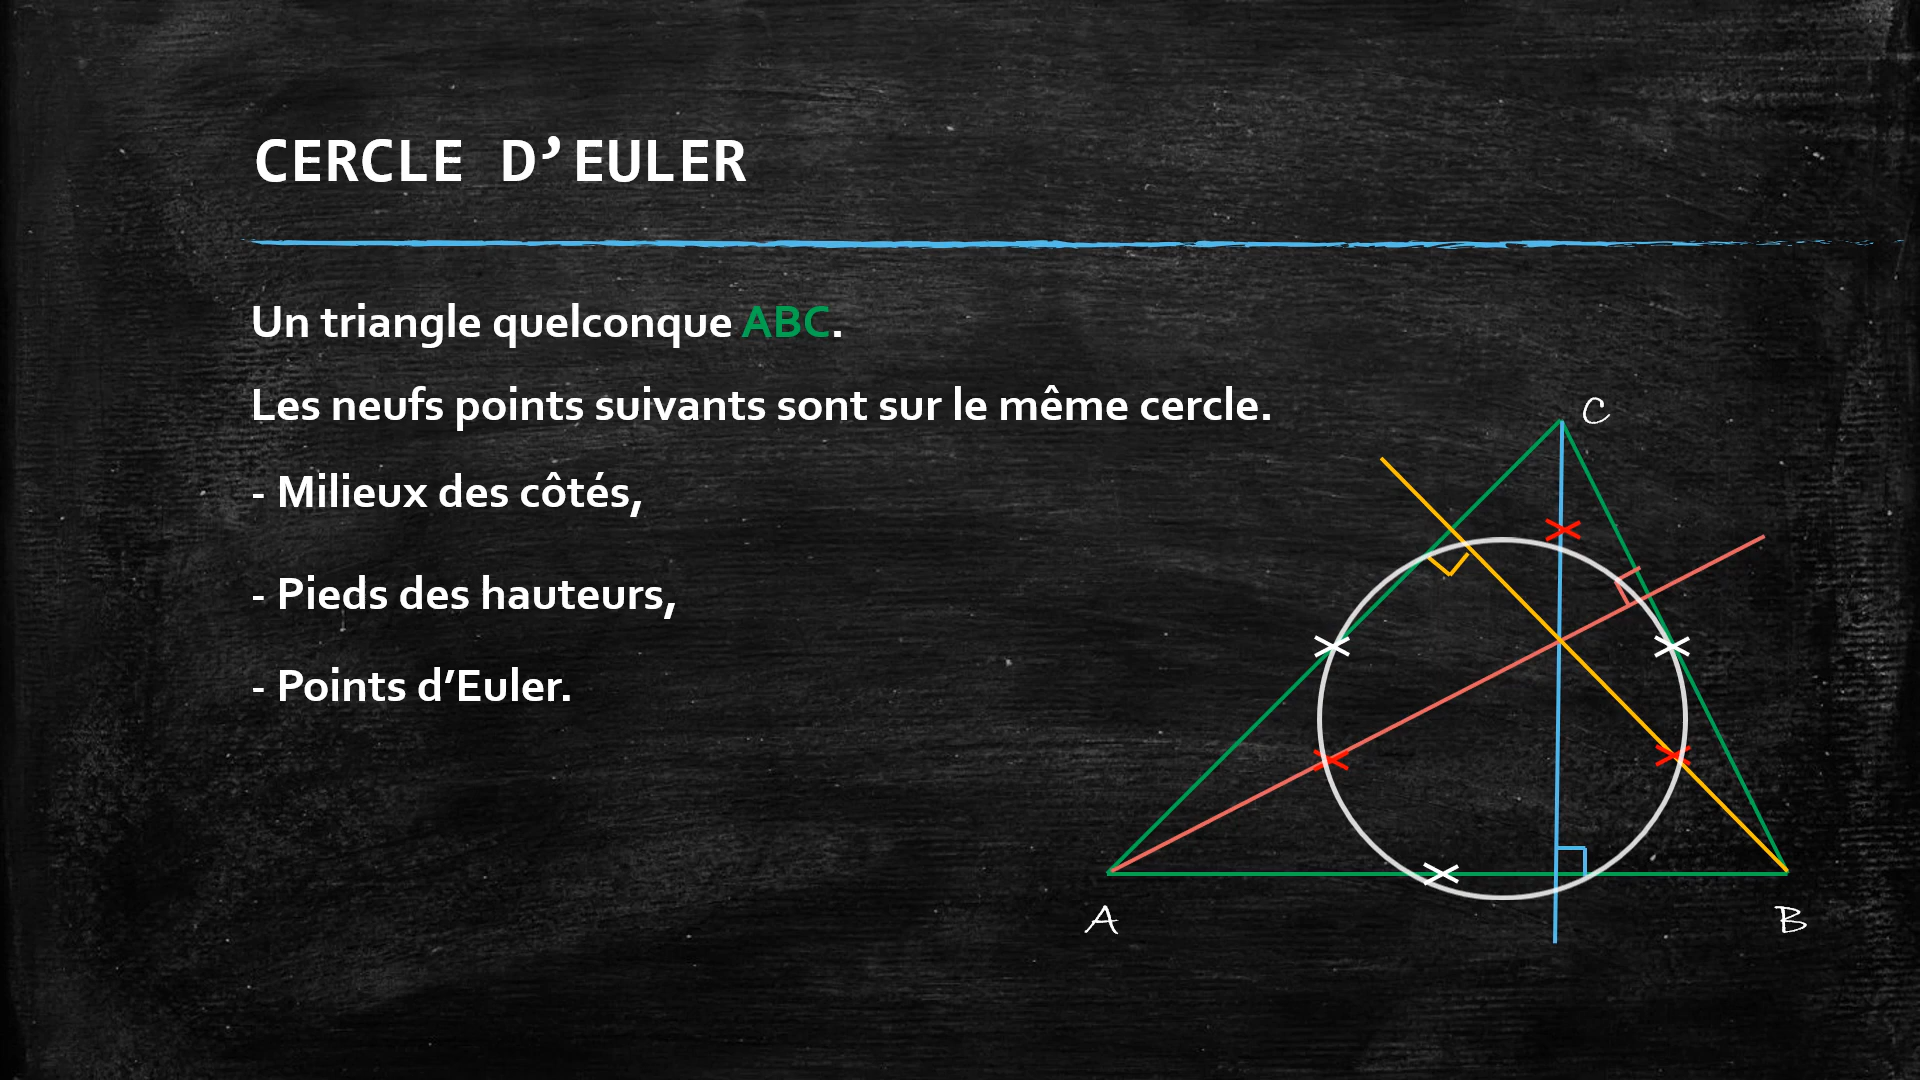 CERCLE D’EULER
Un triangle quelconque ABC.
Les neufs points suivants sont sur le même cercle.
- Milieux des côtés,
- Pieds des hauteurs,
- Points d’Euler.
C
A
B